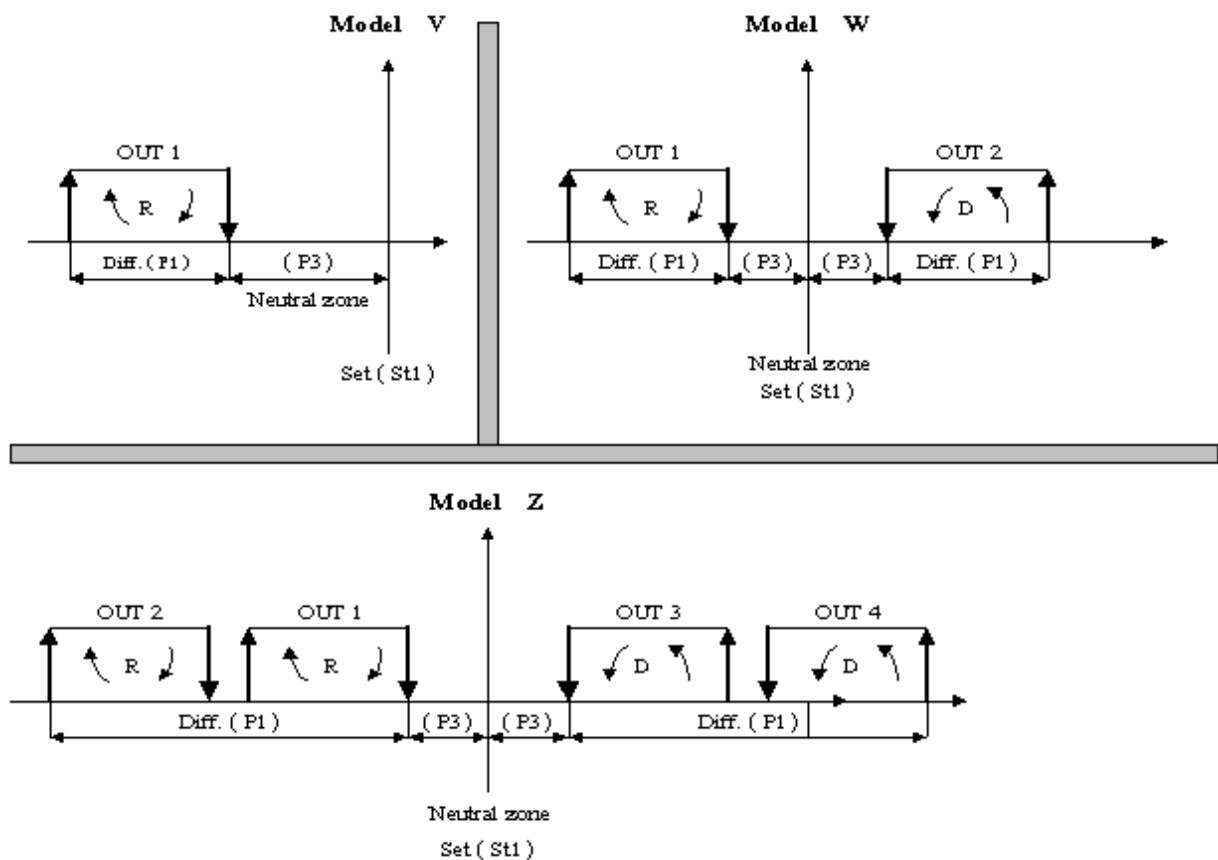 Model V
OUT 1
R
Diff. ( P1 )
( P3 )
Neutral zone
Set ( St1 )
Model W
OUT 1
OUT 2
R
D
Diff. ( P1 )
( P3 )
( P3 )
Diff. ( P1 )
Neutral zone
Set ( St1 )
Model Z
OUT 2
OUT 1
OUT 3
OUT 4
R
R
D
D
Diff. ( P1 )
( P3 )
( P3 )
Diff. ( P1 )
Neutral zone
Set ( St1 )